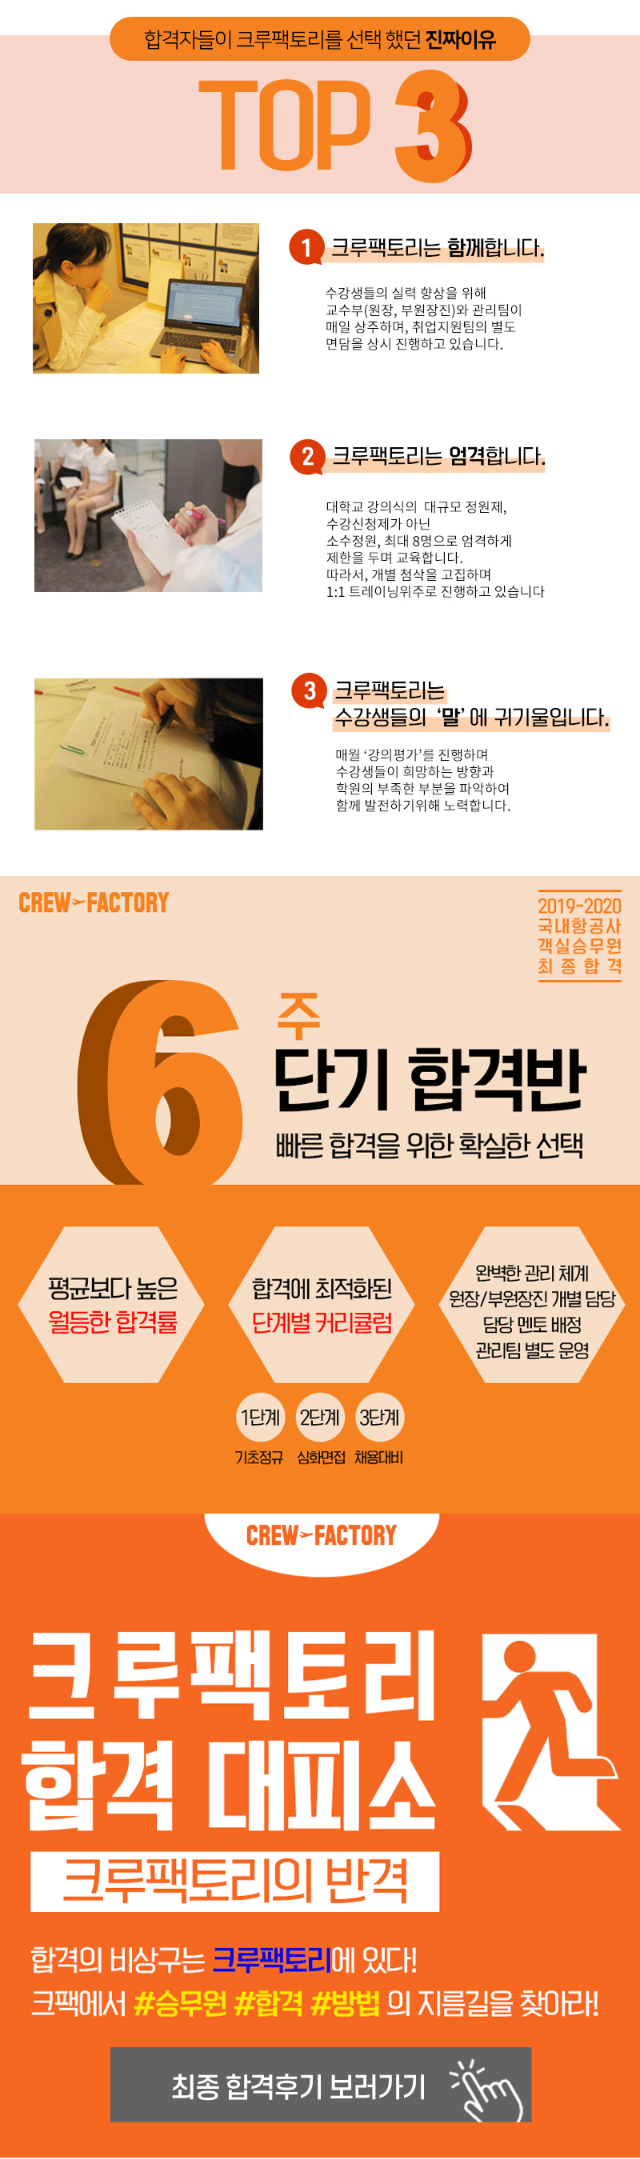 합격자들이 크루팩토리를 선택 했던 진짜이유
TOP 3
1 크루팩토리는 함께합니다.
수강생들의 실력 향상을 위해
교수부(원장, 부원장진)와 관리팀이
매일 상주하며, 취업지원팀의 별도
면담을 상시 진행하고 있습니다.
2 크루팩토리는 엄격합니다.
대학교 강의식의 대규모 정원제,
수강신청제가 아닌
소수정원, 최대 8명으로 엄격하게
제한을 두며 교육합니다.
따라서, 개별 첨삭을 고집하며
1:1 트레이닝위주로 진행하고 있습니다
3 크루팩토리는
수강생들의 ‘말’ 에 귀기울입니다.
매월 ‘강의평가’를 진행하며
수강생들이 희망하는 방향과
학원의 부족한 부분을 파악하여
함께 발전하기위해 노력합니다.
CREW FACTORY
2019-2020
국내항공사
객실승무원
최종합격
6주
단기 합격반
빠른 합격을 위한 확실한 선택
평균보다 높은
월등한 합격률
합격에 최적화된
단계별 커리큘럼
완벽한 관리 체계
원장/부원장진 개별 담당
담당 멘토 배정
관리팀 별도 운영
1단계 2단계 3단계
기초정규 심화면접 채용대비
CREW FACTORY
크루팩토리
합격 대피소
크루팩토리의 반격
합격의 비상구는 크루팩토리에 있다!
크팩에서 #승무원 #합격 #방법 의 지름길을 찾아라!
최종 합격후기 보러가기